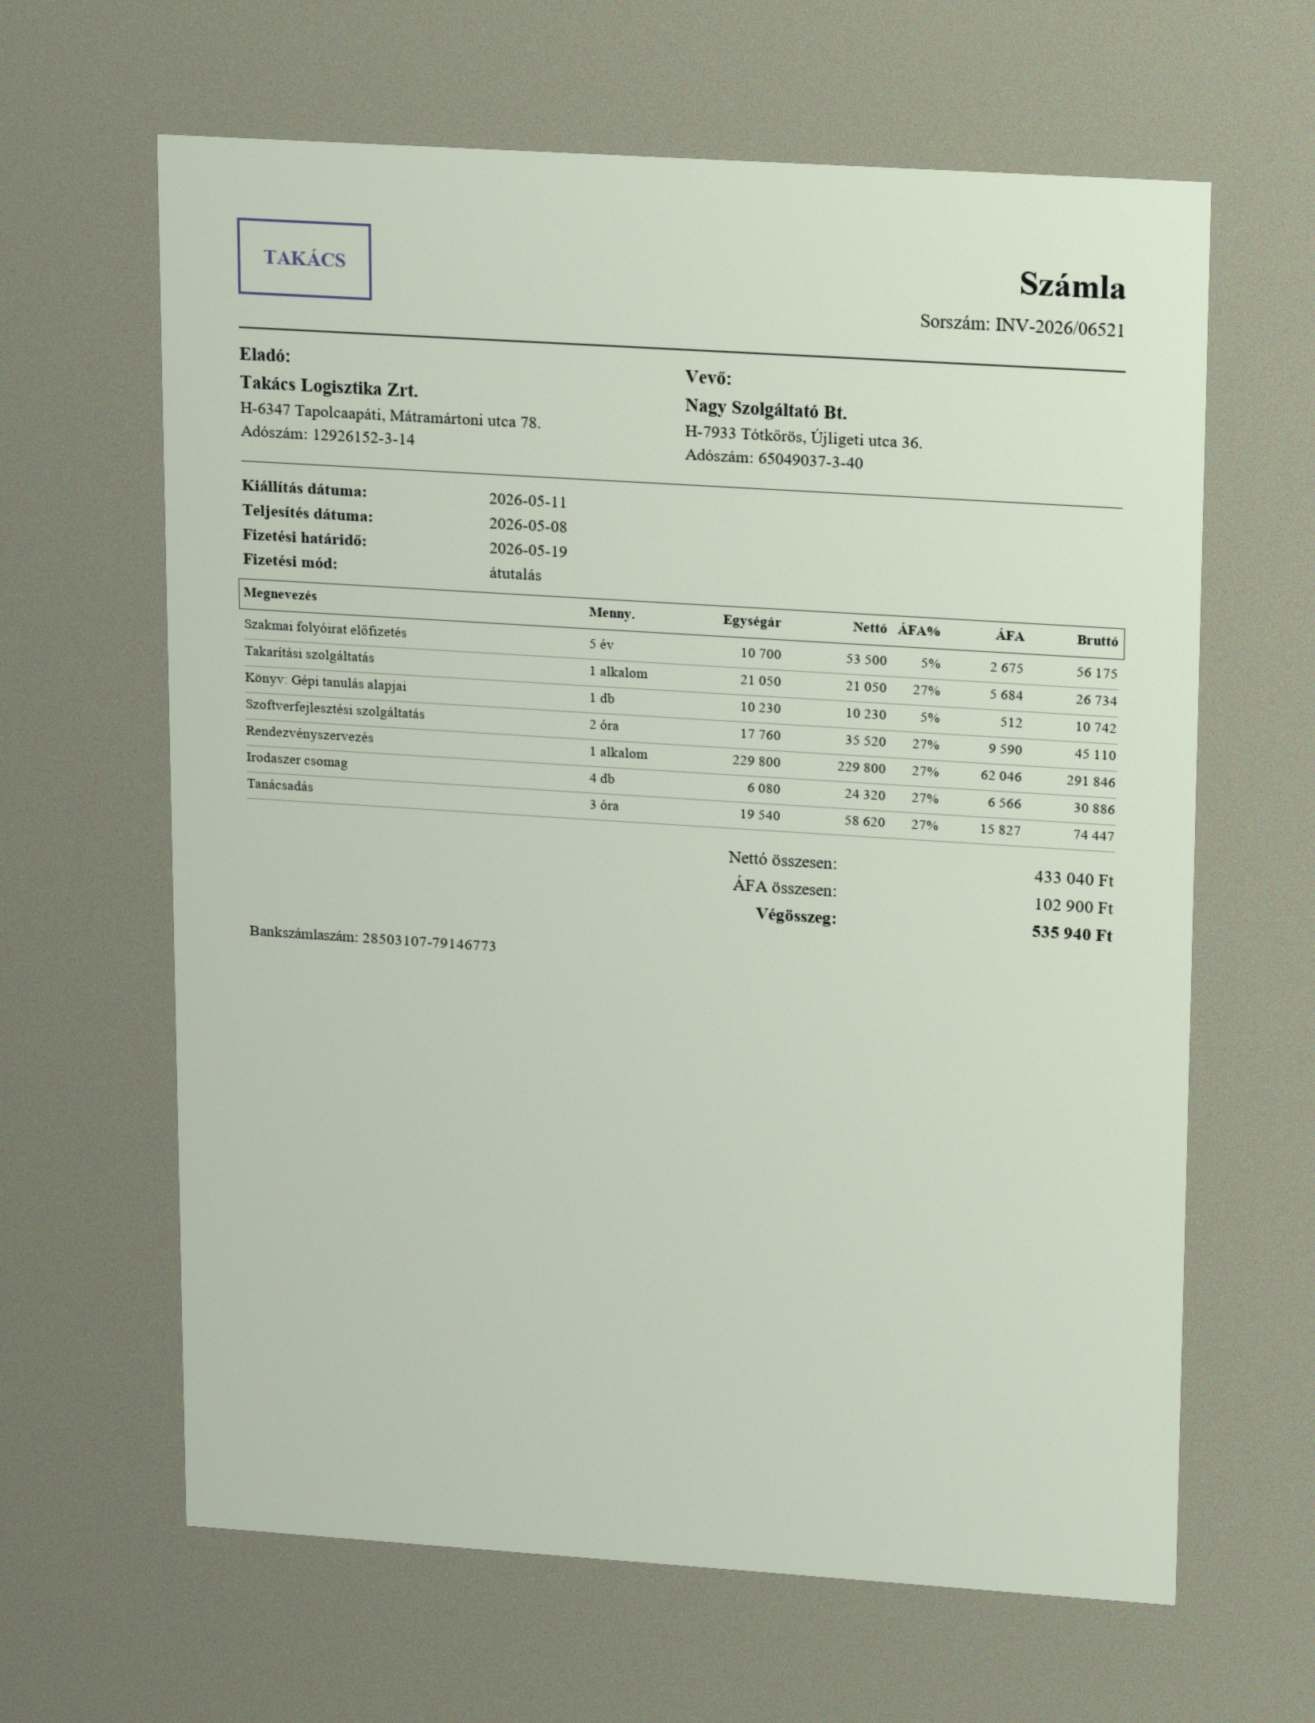 TAKÁCS
Számla
Sorszám: INV-2026/06521
Eladó:
Takács Logisztika Zrt.
H-6347 Tapolcaapáti, Mátramártoni utca 78.
Adószám: 12926152-3-14
Vevő:
Nagy Szolgáltató Bt.
H-7933 Tótkőrös, Újligeti utca 36.
Adószám: 65049037-3-40
Kiállítás dátuma: 2026-05-11
Teljesítés dátuma: 2026-05-08
Fizetési határidő: 2026-05-19
Fizetési mód: átutalás
Megnevezés Menny. Egységár Nettó ÁFA% ÁFA Bruttó
Szakmai folyóirat előfizetés 5 év 10 700 53 500 5% 2 675 56 175
Takarítási szolgáltatás 1 alkalom 21 050 21 050 27% 5 684 26 734
Könyv: Gépi tanulás alapjai 1 db 10 230 10 230 5% 512 10 742
Szoftverfejlesztési szolgáltatás 2 óra 17 760 35 520 27% 9 590 45 110
Rendezvényszervezés 1 alkalom 229 800 229 800 27% 62 046 291 846
Irodaszer csomag 4 db 6 080 24 320 27% 6 566 30 886
Tanácsadás 3 óra 19 540 58 620 27% 15 827 74 447
Nettó összesen: 433 040 Ft
ÁFA összesen: 102 900 Ft
Végösszeg: 535 940 Ft
Bankszámlaszám: 28503107-79146773